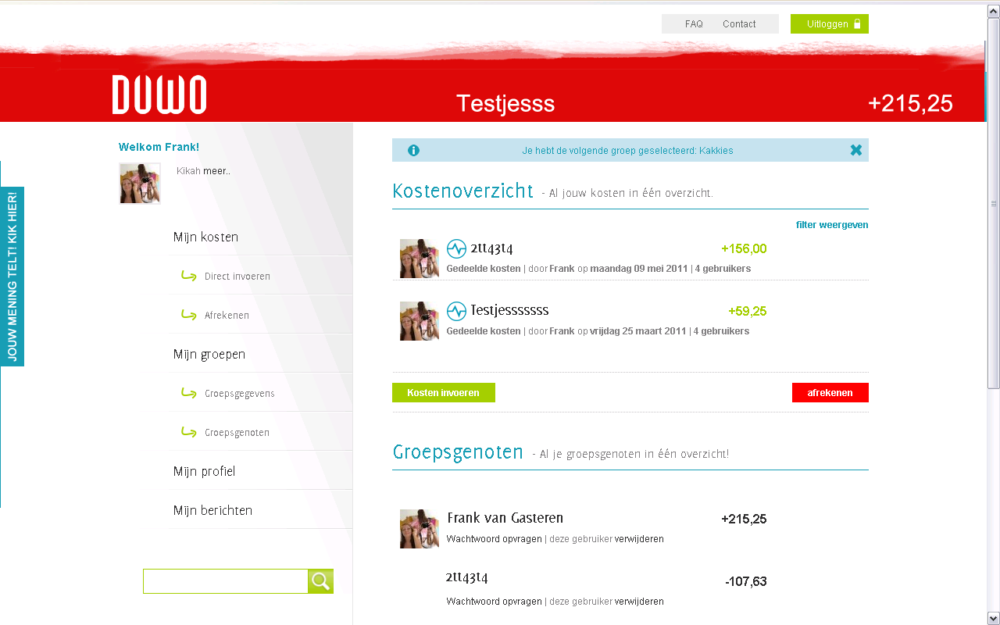 FAQ Contact Uitloggen
DUWO Testjesss +215,25
Welkom Frank!
Kikah meer..
JOUW MENING TELT! KIK HIER!
Mijn kosten
Direct invoeren
Afrekenen
Mijn groepen
Groepsgegevens
Groepsgenoten
Mijn profiel
Mijn berichten
Je hebt de volgende groep geselecteerd: Kakkies
Kostenoverzicht - Al jouw kosten in één overzicht.
filter weergeven
2tt43t4 +156,00
Gedeelde kosten | door Frank op maandag 09 mei 2011 | 4 gebruikers
Testjesssssss +59,25
Gedeelde kosten | door Frank op vrijdag 25 maart 2011 | 4 gebruikers
Kosten invoeren afrekenen
Groepsgenoten - Al je groepsgenoten in één overzicht!
Frank van Gasteren +215,25
Wachtwoord opvragen | deze gebruiker verwijderen
2tt43t4 -107,63
Wachtwoord opvragen | deze gebruiker verwijderen